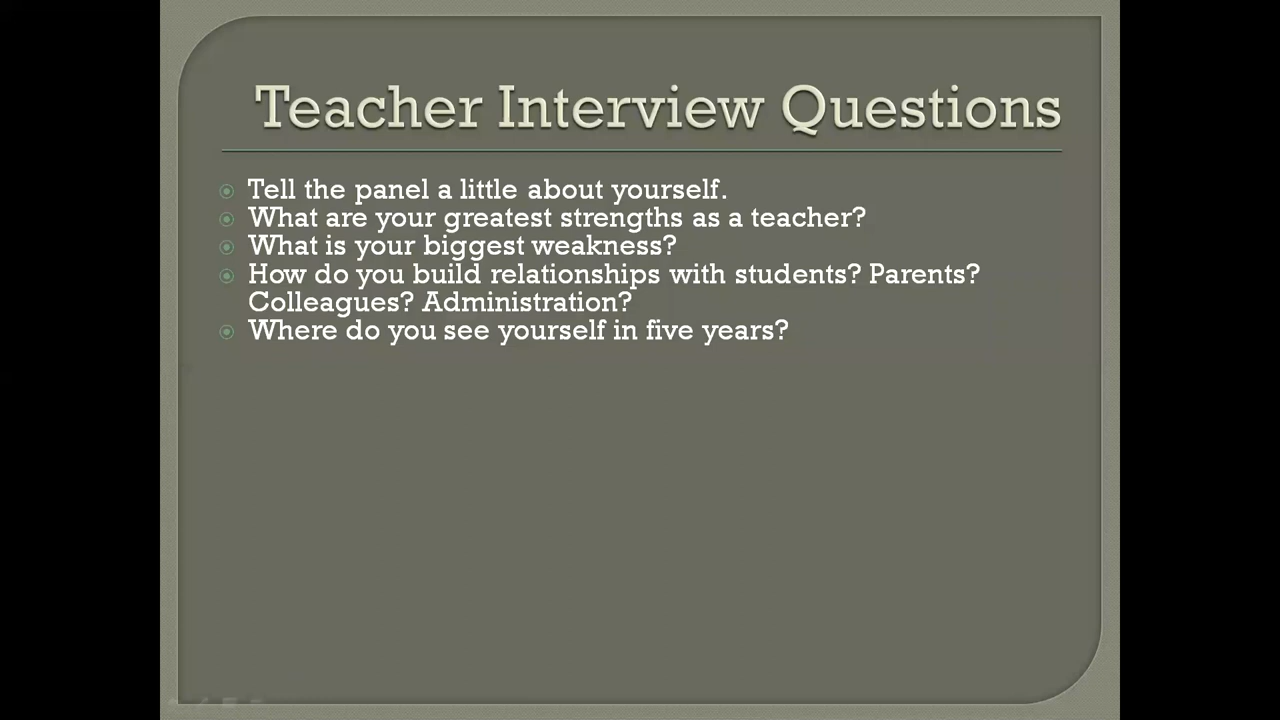 Teacher Interview Questions
Tell the panel a little about yourself.
What are your greatest strengths as a teacher?
What is your biggest weakness?
How do you build relationships with students? Parents?
Colleagues? Administration?
Where do you see yourself in five years?